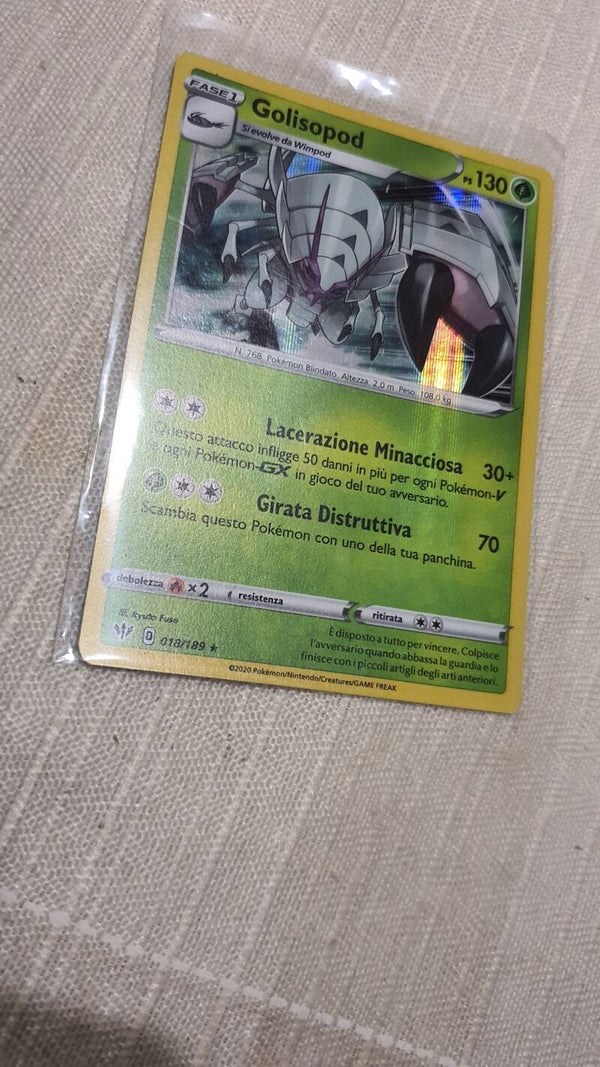 FASE 1
Golisopod
Si evolve da Wimpod
PS 130
N. 768 Pokémon Blindato Altezza: 2,0 m Peso: 108,0 kg
Lacerazione Minacciosa 30+
Questo attacco infligge 50 danni in più per ogni Pokémon-V
e ogni Pokémon-GX in gioco del tuo avversario.
Girata Distruttiva 70
Scambia questo Pokémon con uno della tua panchina.
debolezza ×2 resistenza ritirata
Ill. Ryuta Fuse
D 018/189 ★
È disposto a tutto per vincere. Colpisce
l'avversario quando abbassa la guardia e lo
finisce con i piccoli artigli degli arti anteriori.
©2020 Pokémon/Nintendo/Creatures/GAME FREAK